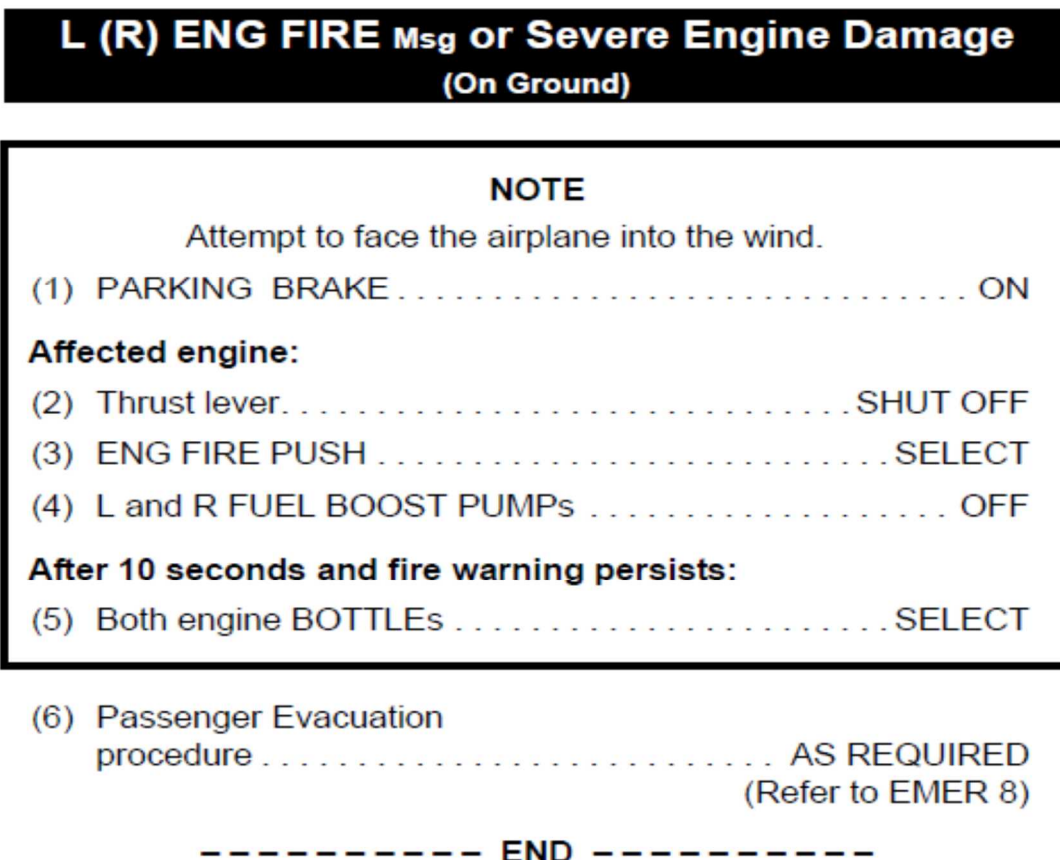 L (R) ENG FIRE Msg or Severe Engine Damage
(On Ground)
NOTE
Attempt to face the airplane into the wind.
(1) PARKING BRAKE . . . . . . . . . . . . . . . . . . . . . . . . . . . . . . ON
Affected engine:
(2) Thrust lever. . . . . . . . . . . . . . . . . . . . . . . . . . . . . . SHUT OFF
(3) ENG FIRE PUSH . . . . . . . . . . . . . . . . . . . . . . . . . . . SELECT
(4) L and R FUEL BOOST PUMPs . . . . . . . . . . . . . . . . . . . OFF
After 10 seconds and fire warning persists:
(5) Both engine BOTTLEs . . . . . . . . . . . . . . . . . . . . . . . SELECT
(6) Passenger Evacuation
procedure . . . . . . . . . . . . . . . . . . . . . . . . . . . AS REQUIRED
(Refer to EMER 8)
– – – – – – – – – – END – – – – – – – – – –